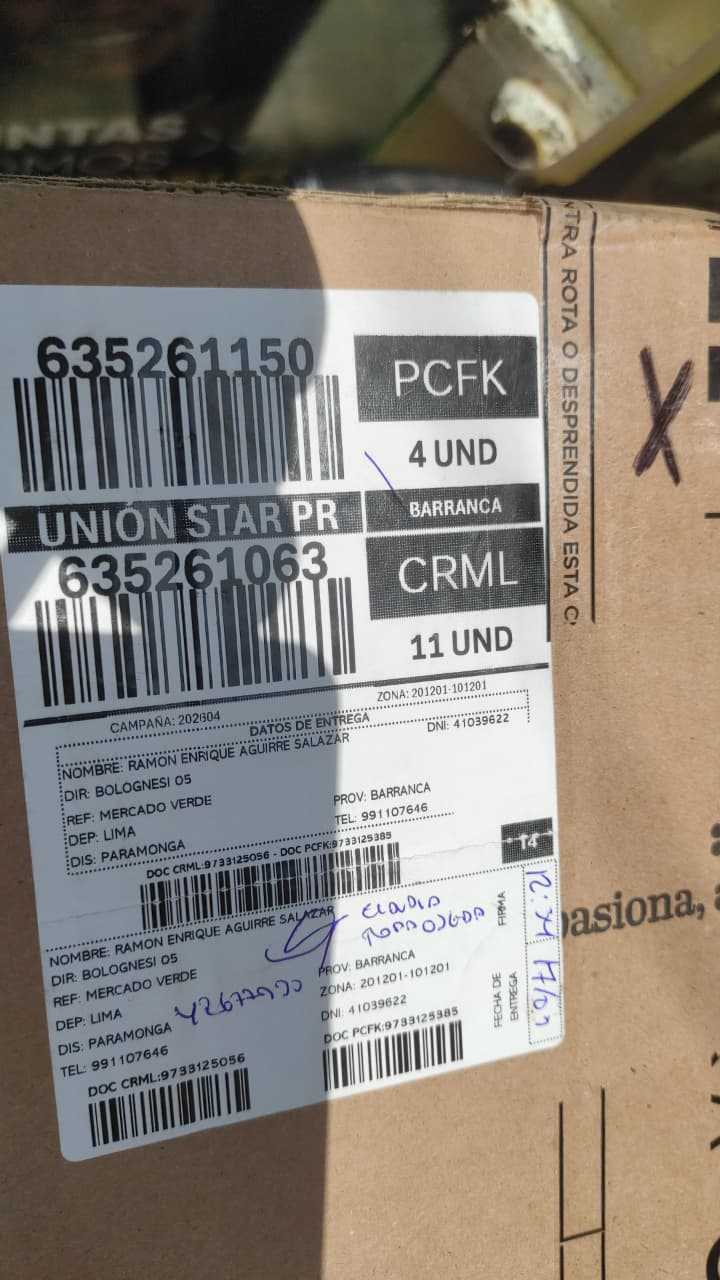 NTAS
635261150
PCFK
4 UND
UNIÓN STAR PR
BARRANCA
635261063
CRML
11 UND
ZONA: 201201-101201
CAMPAÑA: 202604
DATOS DE ENTREGA
DNI: 41039622
NOMBRE: RAMON ENRIQUE AGUIRRE SALAZAR
DIR: BOLOGNESI 05
REF: MERCADO VERDE
PROV: BARRANCA
DEP: LIMA
TEL: 991107646
DIS: PARAMONGA
T4
DOC CRML:9733125056 - DOC PCFK:9733125385
NOMBRE: RAMON ENRIQUE AGUIRRE SALAZAR
DIR: BOLOGNESI 05
REF: MERCADO VERDE
PROV: BARRANCA
DEP: LIMA
ZONA: 201201-101201
DIS: PARAMONGA
DNI: 41039622
TEL: 991107646
DOC PCFK:9733125385
DOC CRML:9733125056
FIRMA
FECHA DE
ENTREGA
NTRA ROTA O DESPRENDIDA ESTA C
X
pasiona,